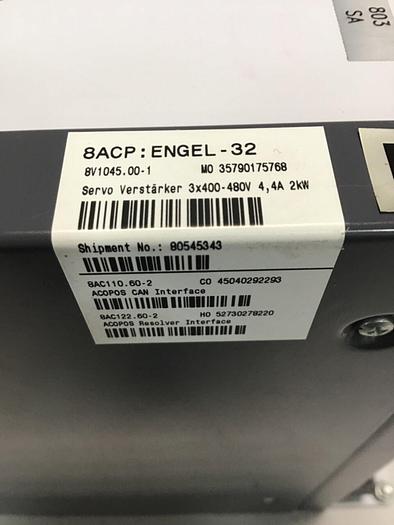 803
SA
8ACP:ENGEL-32
8V1045.00-1 MO 35790175768
Servo Verstärker 3x400-480V 4,4A 2kW
Shipment No.: 80545343
8AC110.60-2 CO 45040292293
ACOPOS CAN Interface
8AC122.60-2 HO 52730278220
ACOPOS Resolver Interface